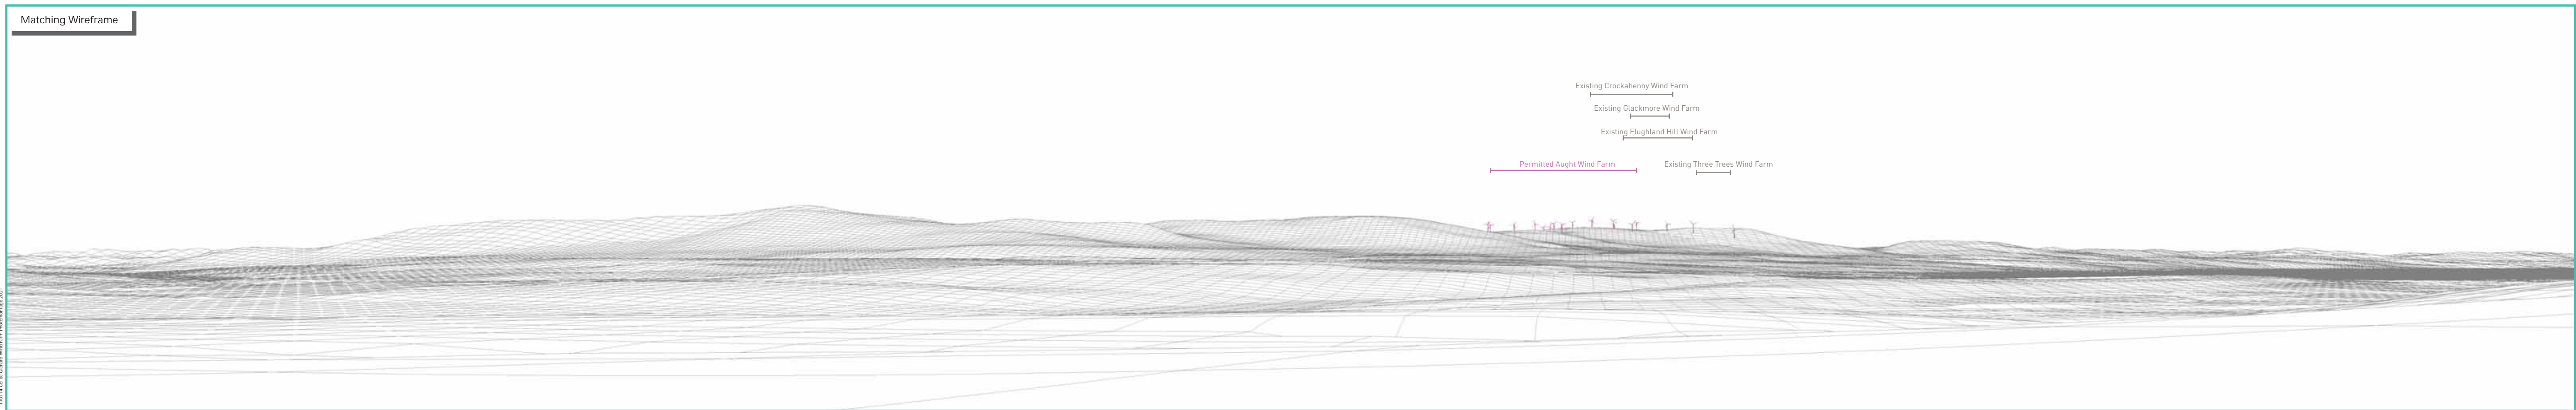 Matching Wireframe
Existing Crockahenny Wind Farm
Existing Glackmore Wind Farm
Existing Flughland Hill Wind Farm
Permitted Aught Wind Farm
Existing Three Trees Wind Farm